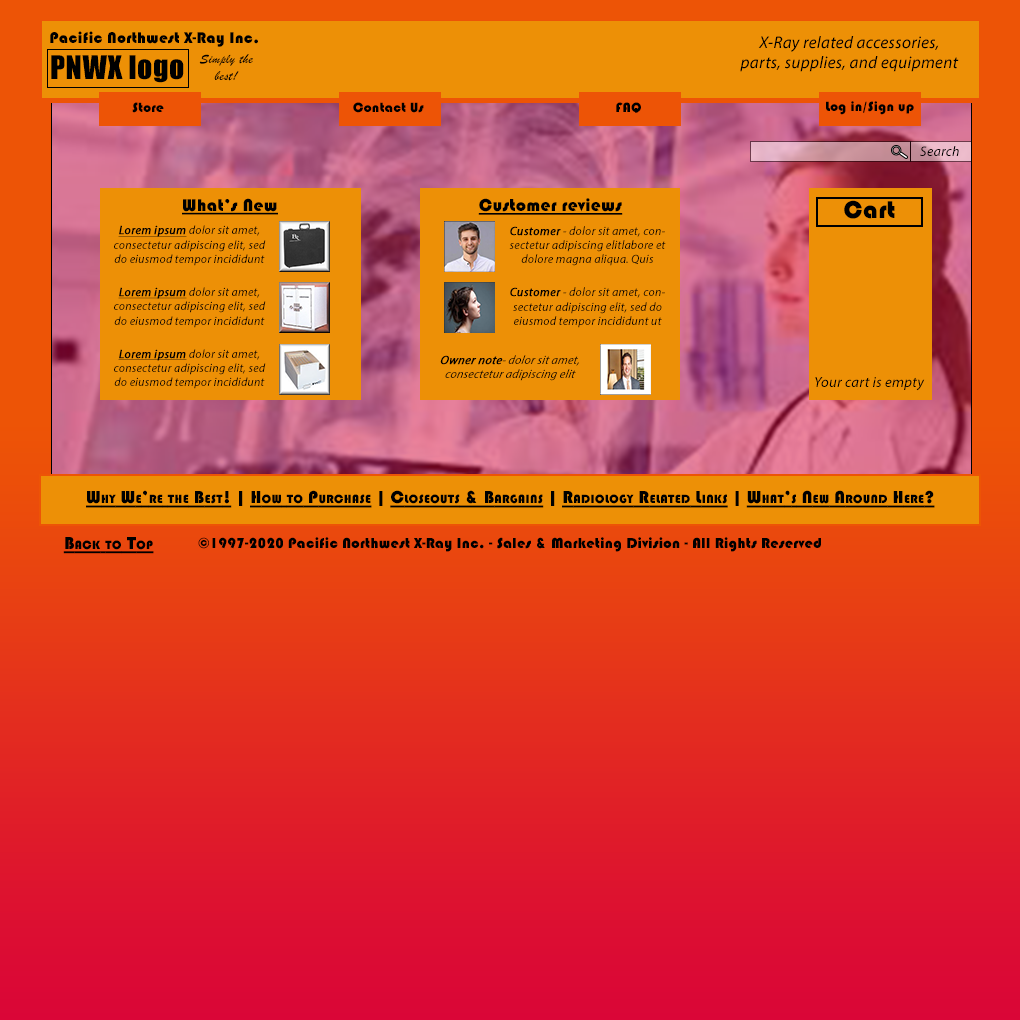 Pacific Northwest X-Ray Inc.
PNWX logo
Simply the
best!
X-Ray related accessories,
parts, supplies, and equipment
Store
Contact Us
FAQ
Log in/Sign up
Search
What's New
Lorem ipsum dolor sit amet,
consectetur adipiscing elit, sed
do eiusmod tempor incididunt
Lorem ipsum dolor sit amet,
consectetur adipiscing elit, sed
do eiusmod tempor incididunt
Lorem ipsum dolor sit amet,
consectetur adipiscing elit, sed
do eiusmod tempor incididunt
Customer reviews
Customer - dolor sit amet, con-
sectetur adipiscing elitlabore et
dolore magna aliqua. Quis
Customer - dolor sit amet, con-
sectetur adipiscing elit, sed do
eiusmod tempor incididunt ut
Owner note- dolor sit amet,
consectetur adipiscing elit
Cart
Your cart is empty
Why We're the Best! | How to Purchase | Closeouts & Bargains | Radiology Related Links | What's New Around Here?
Back to Top
©1997-2020 Pacific Northwest X-Ray Inc. - Sales & Marketing Division - All Rights Reserved